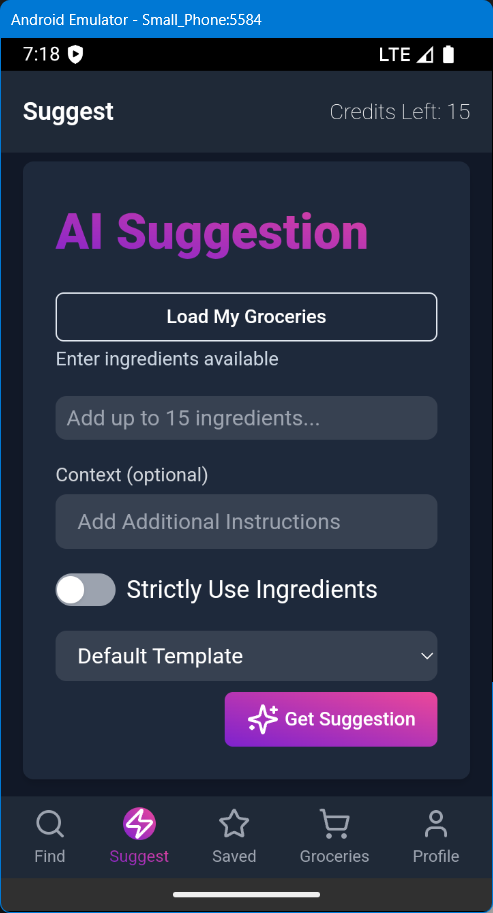 Android Emulator - Small_Phone:5584
7:18 LTE
Suggest Credits Left: 15
AI Suggestion
Load My Groceries
Enter ingredients available
Add up to 15 ingredients...
Context (optional)
Add Additional Instructions
Strictly Use Ingredients
Default Template
Get Suggestion
Find Suggest Saved Groceries Profile